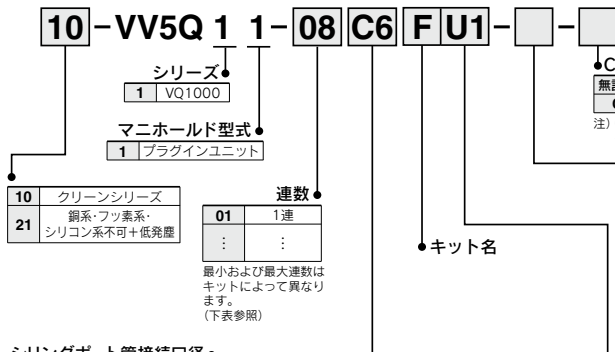 10-VV5Q 1 1-08 C6 F U1-
シリーズ
1 VQ1000
マニホールド型式
1 プラグインユニット
10 クリーンシリーズ
21 銅系・フッ素系・
シリコン系不可+低発塵
連数
01 1連
⋮ ⋮
最小および最大連数は
キットによって異なり
ます。
(下表参照)
キット名
C
注)
シリンダポート管接続口径